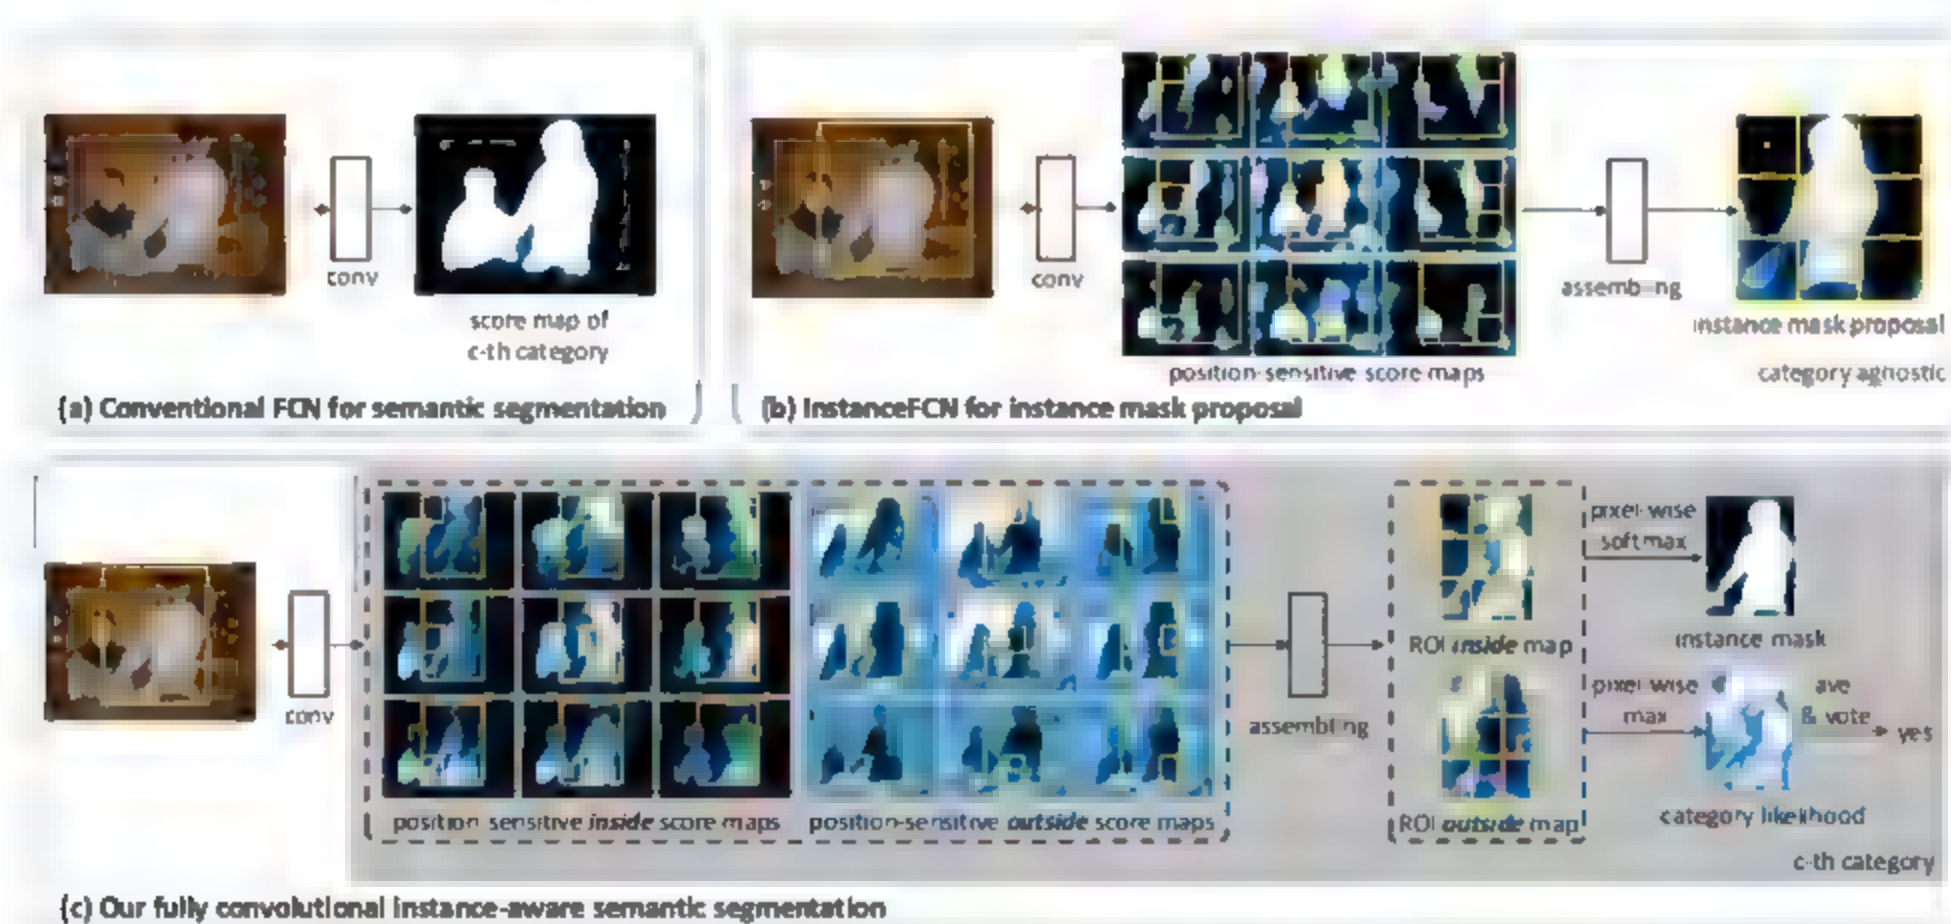 conv
score map of
c-th category
(a) Conventional FCN for semantic segmentation
conv
position-sensitive score maps
assembling
instance mask proposal
category agnostic
(b) InstanceFCN for instance mask proposal
conv
position-sensitive inside score maps
position-sensitive outside score maps
assembling
ROI inside map
ROI outside map
pixel-wise
softmax
instance mask
pixel-wise
max
ave
& vote
yes
category likelihood
c-th category
(c) Our fully convolutional instance-aware semantic segmentation